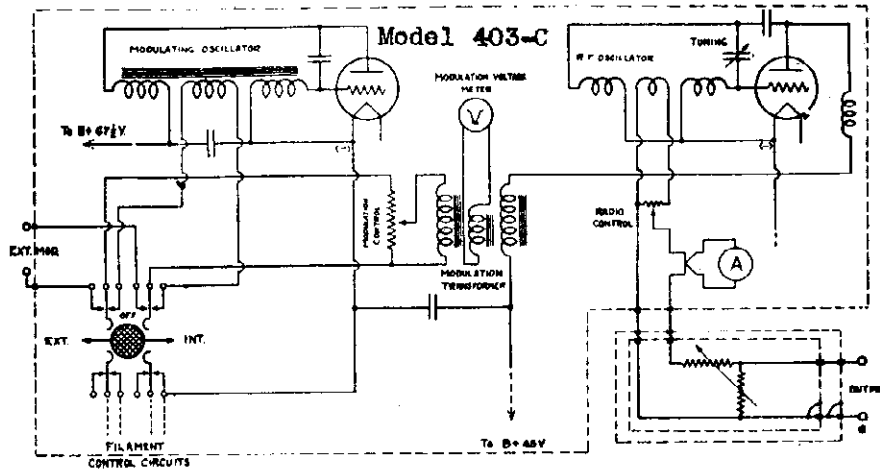 Model 403-C
MODULATING OSCILLATOR
MODULATION VOLTAGE
METER
V
TUNING
R F OSCILLATOR
To B+ 67½ V.
(-)
(-)
MODULATION
CONTROL
RADIO
CONTROL
EXT. MOD.
MODULATION
TRANSFORMER
A
OFF
EXT.
INT.
OUTPUT
To B+ 45V
FILAMENT
CONTROL CIRCUITS